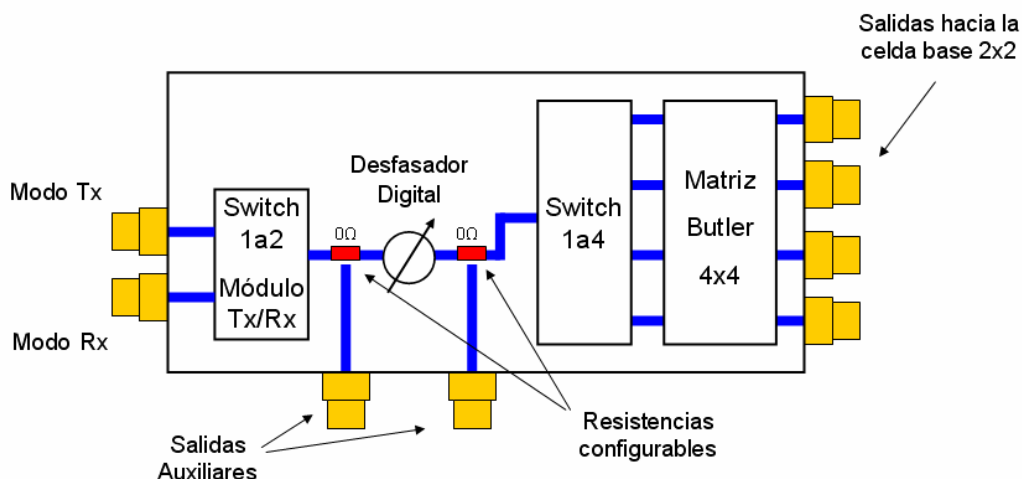 Salidas hacia la
celda base 2x2
Desfasador
Digital
Modo Tx
Switch
1a2
Módulo
Tx/Rx
0Ω
0Ω
Switch
1a4
Matriz
Butler
4x4
Modo Rx
Salidas
Auxiliares
Resistencias
configurables